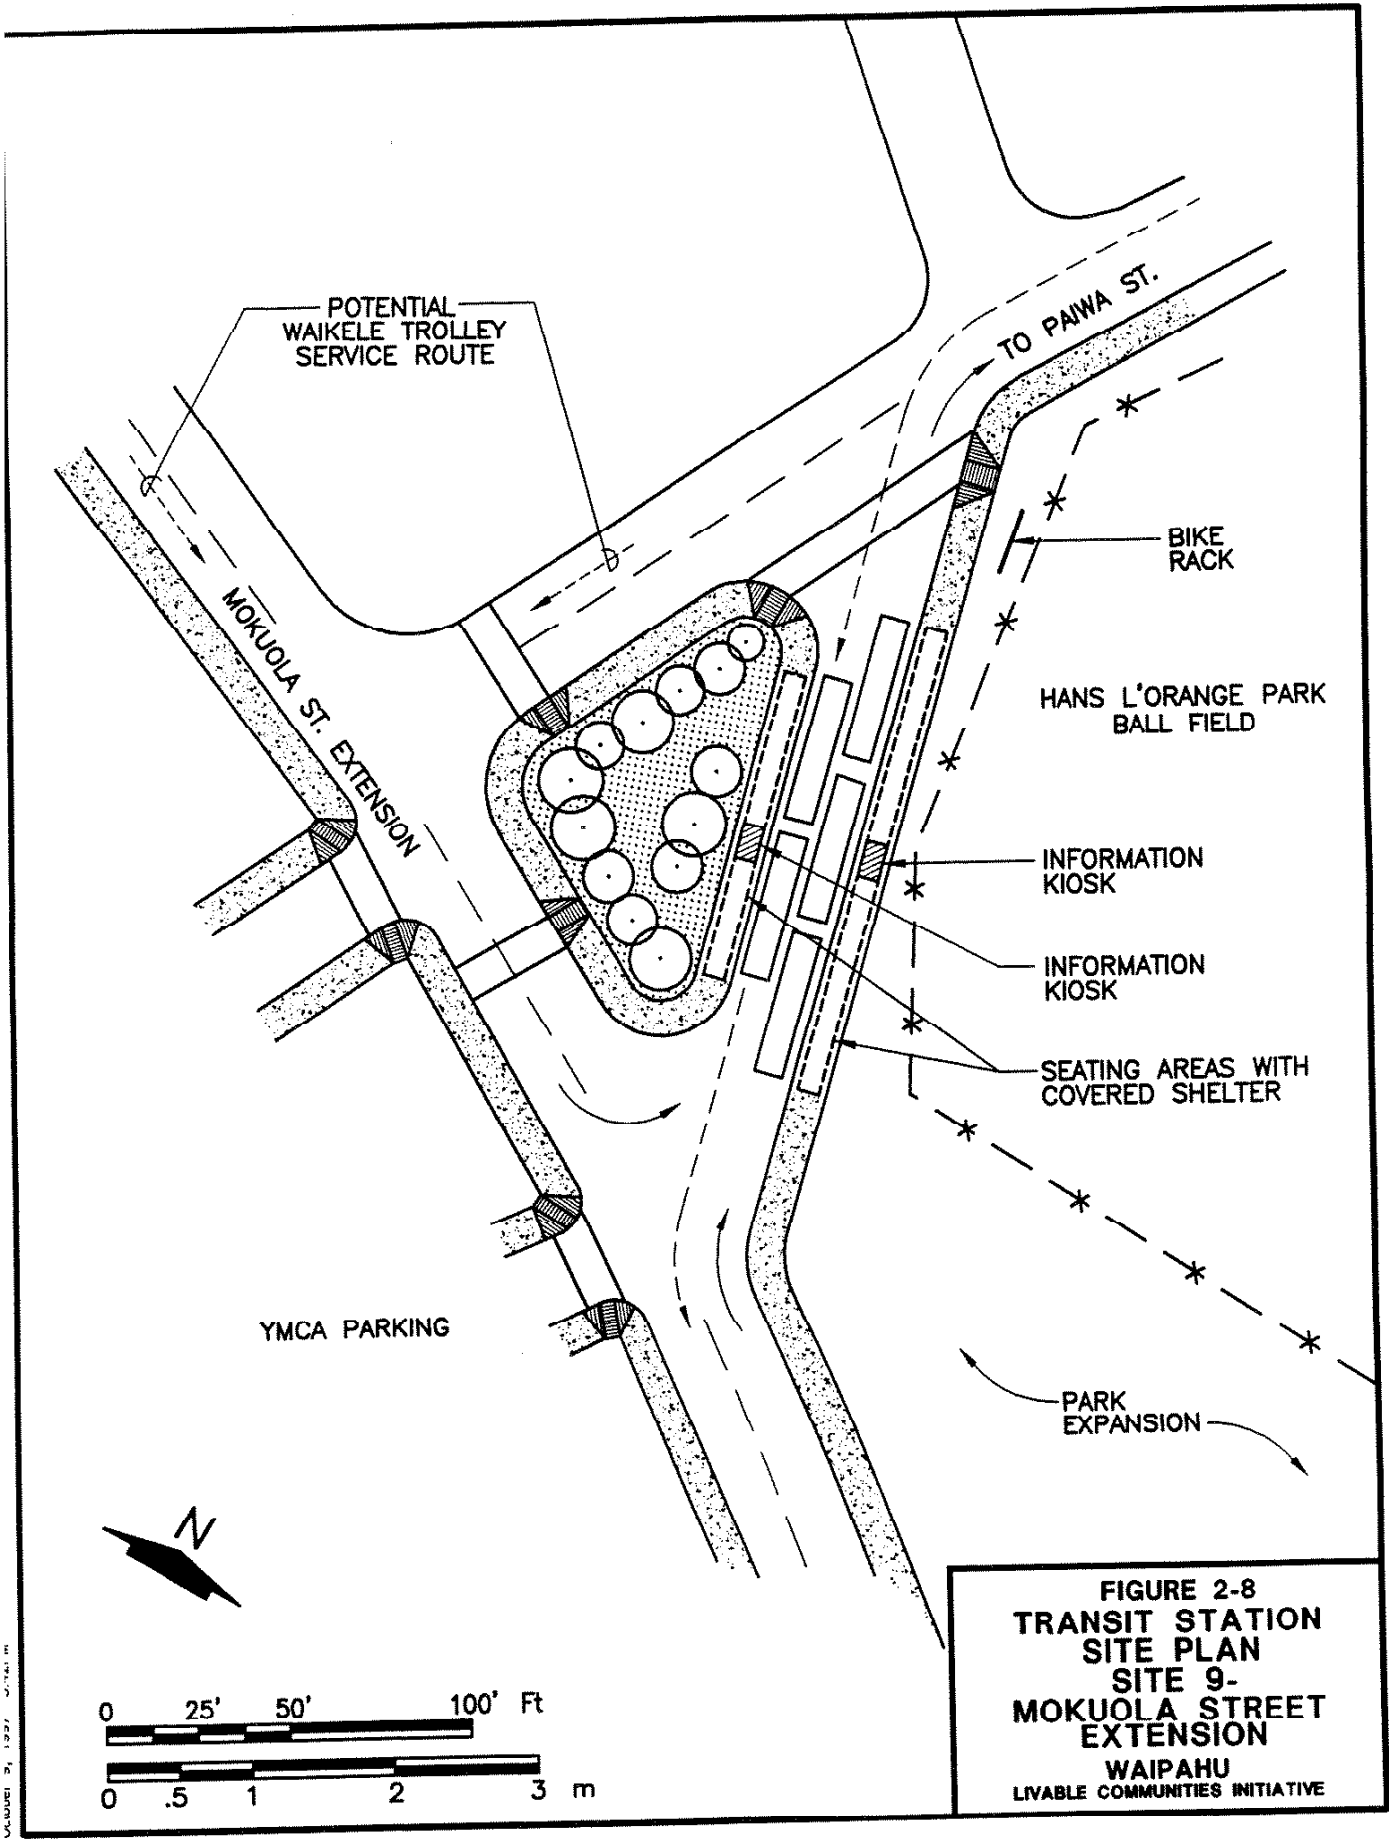 POTENTIAL
WAIKELE TROLLEY
SERVICE ROUTE
TO PAIWA ST.
MOKUOLA ST. EXTENSION
BIKE
RACK
HANS L'ORANGE PARK
BALL FIELD
INFORMATION
KIOSK
INFORMATION
KIOSK
SEATING AREAS WITH
COVERED SHELTER
YMCA PARKING
PARK
EXPANSION
N
0 25' 50' 100' Ft
0 .5 1 2 3 m
FIGURE 2-8
TRANSIT STATION
SITE PLAN
SITE 9-
MOKUOLA STREET
EXTENSION
WAIPAHU
LIVABLE COMMUNITIES INITIATIVE